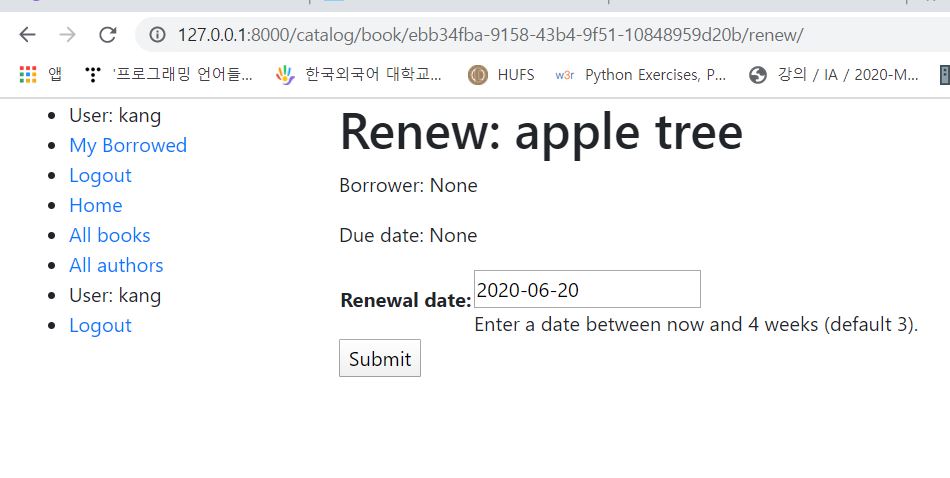 127.0.0.1:8000/catalog/book/ebb34fba-9158-43b4-9f51-10848959d20b/renew/
앱 '프로그래밍 언어들... 한국외국어 대학교... HUFS w3r Python Exercises, P... 강의 / IA / 2020-M...
User: kang
My Borrowed
Logout
Home
All books
All authors
User: kang
Logout
Renew: apple tree
Borrower: None
Due date: None
Renewal date: 2020-06-20
Enter a date between now and 4 weeks (default 3).
Submit